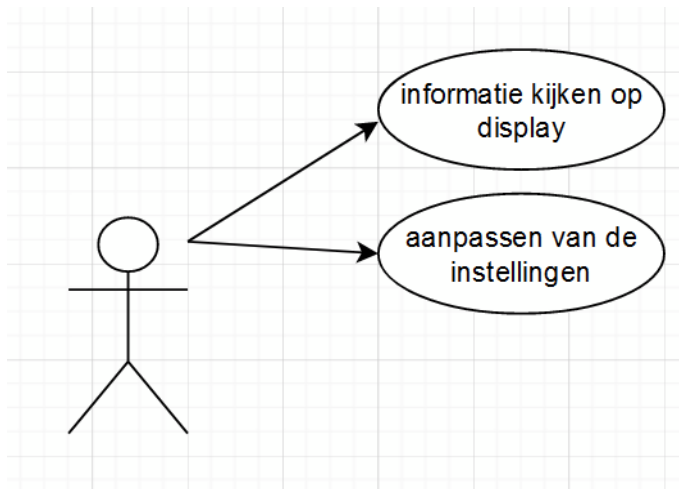 informatie kijken op
display
aanpassen van de
instellingen